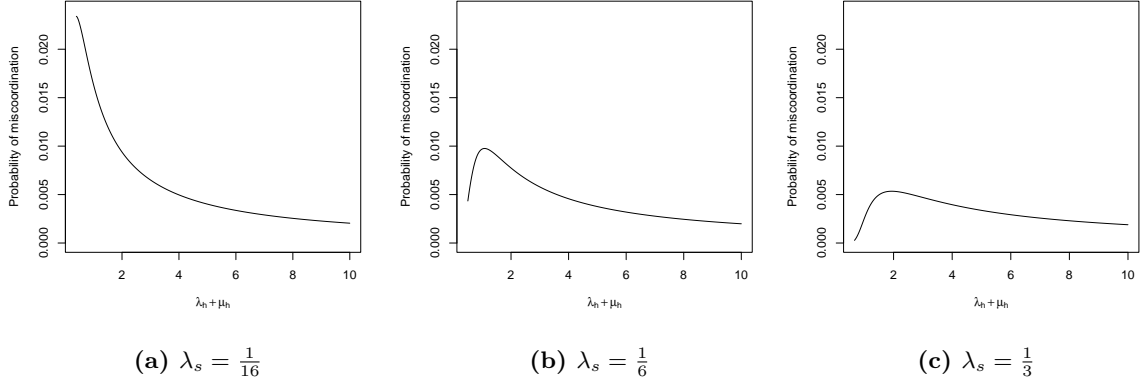 Probability of miscoordination
0.000 0.005 0.010 0.015 0.020
2 4 6 8 10
λh + μh
(a) λs = 1/16
Probability of miscoordination
0.000 0.005 0.010 0.015 0.020
2 4 6 8 10
λh + μh
(b) λs = 1/6
Probability of miscoordination
0.000 0.005 0.010 0.015 0.020
2 4 6 8 10
λh + μh
(c) λs = 1/3